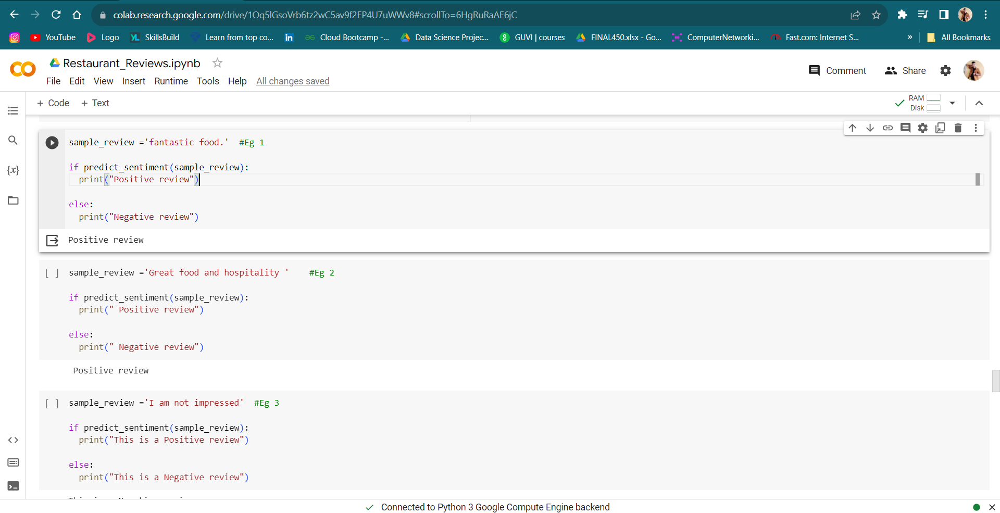 colab.research.google.com/drive/1Oq5lGsoVrb6tz2wC5av9f2EP4U7uWWv8#scrollTo=6HgRuRaAE6jC
YouTube Logo YL SkillsBuild Learn from top co... in Cloud Bootcamp -... Data Science Projec... GUVI | courses FINAL450.xlsx - Go... ComputerNetworki... Fast.com: Internet S... » All Bookmarks
CO Restaurant_Reviews.ipynb
File Edit View Insert Runtime Tools Help All changes saved
Comment Share
+ Code + Text
RAM
Disk
{x}
sample_review ='fantastic food.'  #Eg 1
if predict_sentiment(sample_review):
print("Positive review")
else:
print("Negative review")
Positive review
[ ] sample_review ='Great food and hospitality '    #Eg 2
if predict_sentiment(sample_review):
print(" Positive review")
else:
print(" Negative review")
Positive review
[ ] sample_review ='I am not impressed'  #Eg 3
if predict_sentiment(sample_review):
print("This is a Positive review")
else:
print("This is a Negative review")
Connected to Python 3 Google Compute Engine backend